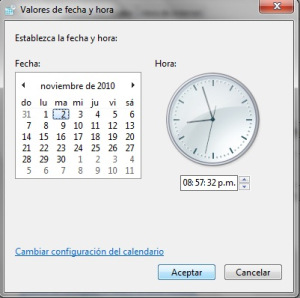 Valores de fecha y hora
Establezca la fecha y hora:
Fecha:
Hora:
noviembre de 2010
do lu ma mi ju vi sá
31 1 2 3 4 5 6
7 8 9 10 11 12 13
14 15 16 17 18 19 20
21 22 23 24 25 26 27
28 29 30 1 2 3 4
5 6 7 8 9 10 11
08:57:32 p.m.
Cambiar configuración del calendario
Aceptar
Cancelar